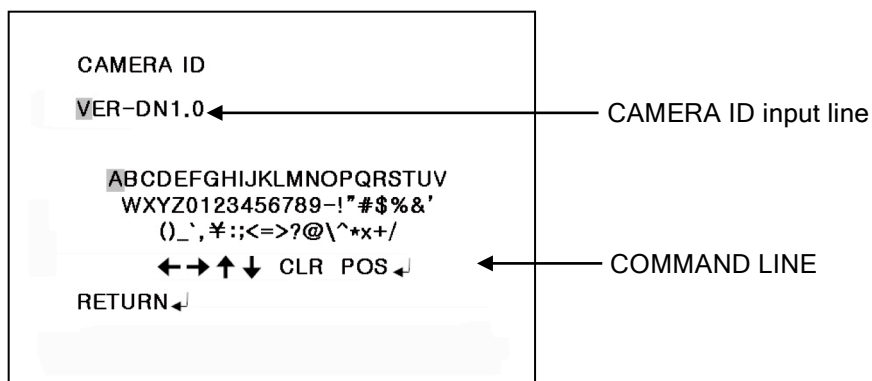 CAMERA ID
VER-DN1.0
CAMERA ID input line
ABCDEFGHIJKLMNOPQRSTUV
WXYZ0123456789-!"#$%&'
()_`,¥:;<=>?@\^*x+/
←→↑↓ CLR POS↲
COMMAND LINE
RETURN↲